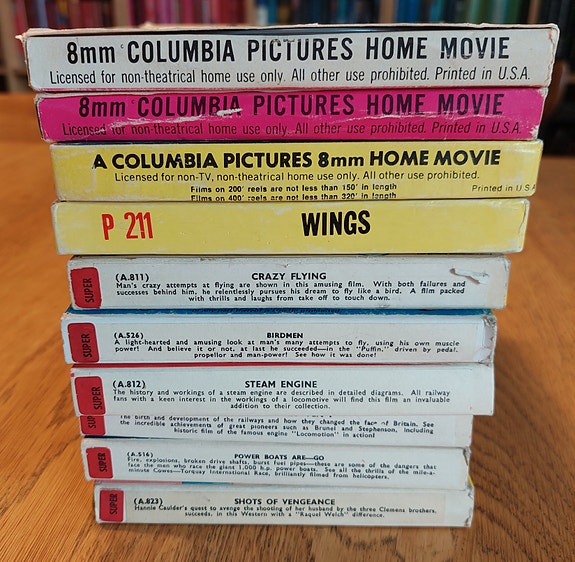 8mm COLUMBIA PICTURES HOME MOVIE
Licensed for non-theatrical home use only. All other use prohibited. Printed in U.S.A.
8mm COLUMBIA PICTURES HOME MOVIE
Licensed for non-theatrical home use only. All other use prohibited. Printed in U.S.A.
A COLUMBIA PICTURES 8mm HOME MOVIE
Licensed for non-TV, non-theatrical home use only. All other use prohibited.
Films on 200' reels are not less than 150' in length
Printed in U.S.A
Films on 400' reels are not less than 320' in length
P 211 WINGS
SUPER
(A.811) CRAZY FLYING
Man's crazy attempts at flying are shown in this amusing film. With both failures and
successes behind him, he relentlessly pursues his dream to fly like a bird. A film packed
with thrills and laughs from take off to touch down.
SUPER
(A.526) BIRDMEN
A light-hearted and amusing look at man's many attempts to fly, using his own muscle
power! And believe it or not, at last he succeeded—in the "Puffin," driven by pedal,
propellor and man-power! See how it was done!
SUPER
(A.812) STEAM ENGINE
The history and workings of a steam engine are described in detailed diagrams. All railway
fans with a keen interest in the workings of a locomotive will find this film an invaluable
addition to their collection.
SUPER
The birth and development of the railways and how they changed the face of Britain. See
the incredible achievements of great pioneers such as Brunel and Stephenson, including
historic film of the famous engine "Locomotion" in action!
SUPER
(A.516) POWER BOATS ARE—GO
Fire, explosions, broken drive shafts, burst fuel pipes—these are some of the dangers that
face the men who race the giant 1,000 h.p. power boats. See all the thrills of the mile-a-
minute Cowes—Torquay International Race, brilliantly filmed from helicopters.
SUPER
(A.823) SHOTS OF VENGEANCE
Hannie Caulder's quest to avenge the shooting of her husband by the three Clemens brothers,
succeeds, in this Western with a "Raquel Welch" difference.